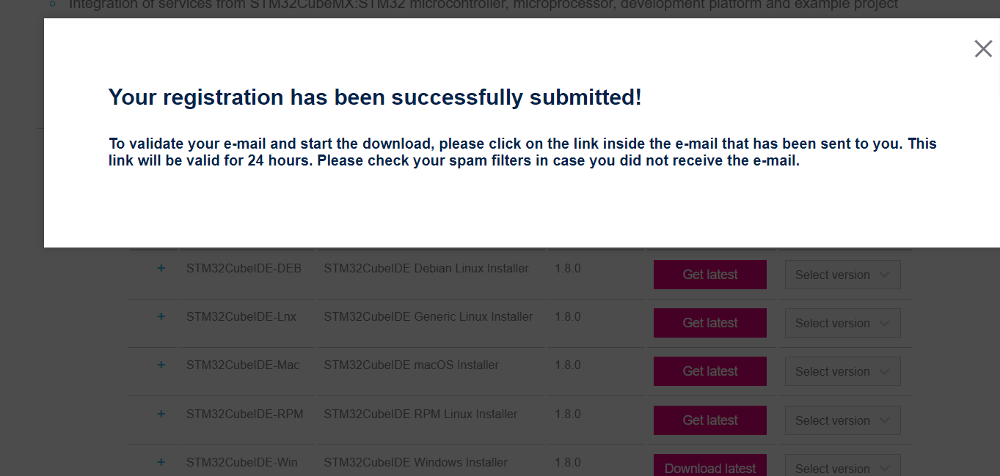 Integration of services from STM32CubeMX:STM32 microcontroller, microprocessor, development platform and example project
Your registration has been successfully submitted!
To validate your e-mail and start the download, please click on the link inside the e-mail that has been sent to you. This
link will be valid for 24 hours. Please check your spam filters in case you did not receive the e-mail.
+ STM32CubeIDE-DEB STM32CubeIDE Debian Linux Installer 1.8.0 Get latest Select version
+ STM32CubeIDE-Lnx STM32CubeIDE Generic Linux Installer 1.8.0 Get latest Select version
+ STM32CubeIDE-Mac STM32CubeIDE macOS Installer 1.8.0 Get latest Select version
+ STM32CubeIDE-RPM STM32CubeIDE RPM Linux Installer 1.8.0 Get latest Select version
+ STM32CubeIDE-Win STM32CubeIDE Windows Installer 1.8.0 Download latest Select version